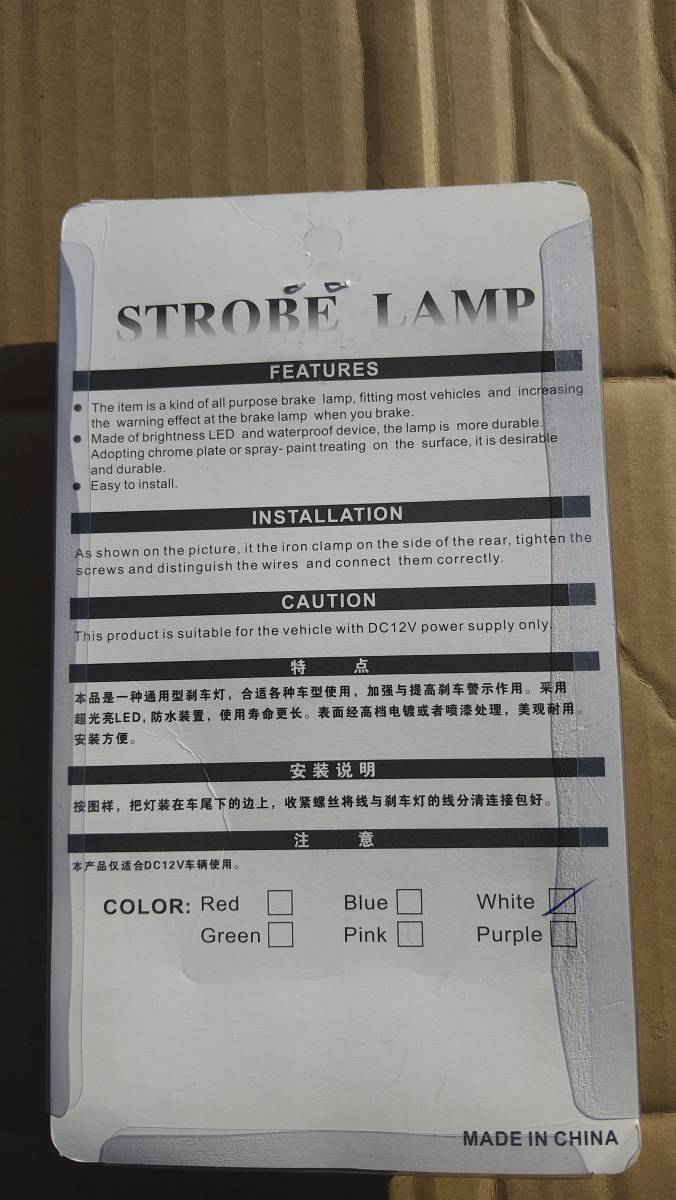 STROBE LAMP
FEATURES
● The item is a kind of all purpose brake lamp, fitting most vehicles and increasing
the warning effect at the brake lamp when you brake.
● Made of brightness LED and waterproof device, the lamp is more durable.
Adopting chrome plate or spray- paint treating on the surface, it is desirable
and durable.
● Easy to install.
INSTALLATION
As shown on the picture, it the iron clamp on the side of the rear, tighten the
screws and distinguish the wires and connect them correctly.
CAUTION
This product is suitable for the vehicle with DC12V power supply only.
特 点
本品是一种通用型刹车灯，合适各种车型使用，加强与提高刹车警示作用。采用
超光亮LED, 防水装置，使用寿命更长。表面经高档电镀或者喷漆处理，美观耐用。
安装方便。
安装说明
按图样，把灯装在车尾下的边上，收紧螺丝将线与刹车灯的线分清连接包好。
注 意
本产品仅适合DC12V车辆使用。
COLOR: Red Blue White
Green Pink Purple
MADE IN CHINA